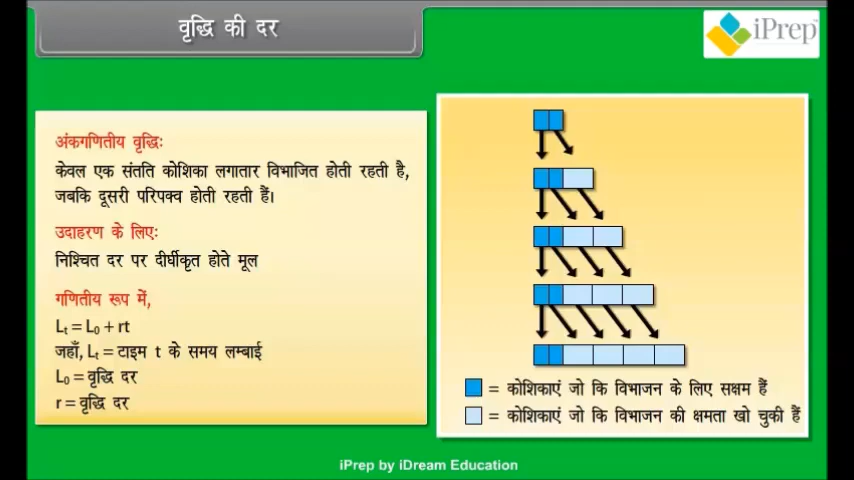 वृद्धि की दर
iPrep
अंकगणितीय वृद्धिः
केवल एक संतति कोशिका लगातार विभाजित होती रहती है,
जबकि दूसरी परिपक्व होती रहती हैं।
उदाहरण के लिएः
निश्चित दर पर दीर्घीकृत होते मूल
गणितीय रूप में,
Lₜ = L₀ + rt
जहाँ, Lₜ = टाइम t के समय लम्बाई
L₀ = वृद्धि दर
r = वृद्धि दर
= कोशिकाएं जो कि विभाजन के लिए सक्षम हैं
= कोशिकाएं जो कि विभाजन की क्षमता खो चुकी हैं
iPrep by iDream Education